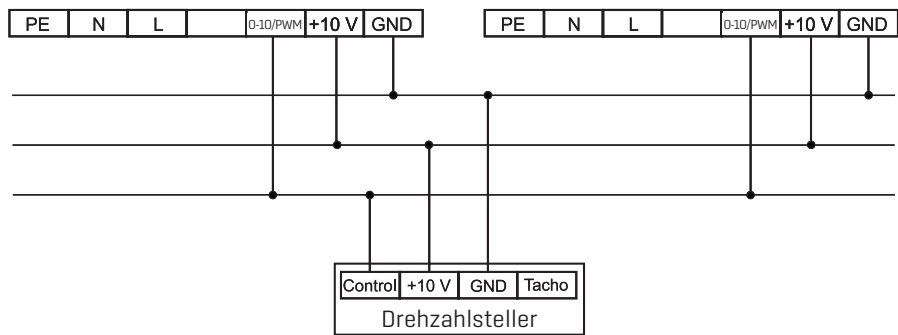 PE N L 0-10/PWM +10 V GND PE N L 0-10/PWM +10 V GND
Control +10 V GND Tacho
Drehzahlsteller